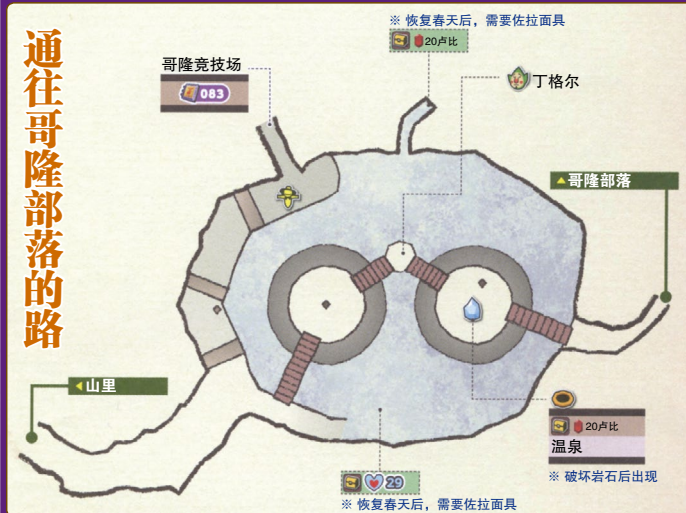 通往哥隆部落的路
※ 恢复春天后，需要佐拉面具
20卢比
哥隆竞技场
083
丁格尔
哥隆部落
山里
20卢比
温泉
※ 破坏岩石后出现
29
※ 恢复春天后，需要佐拉面具